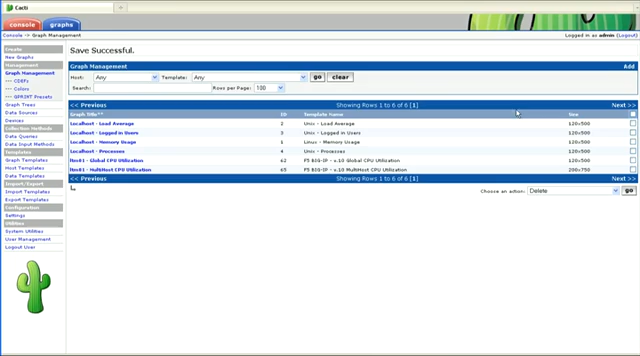 Cacti
console graphs
Console -> Graph Management
Logged in as admin (Logout)
Create
New Graphs
Management
Graph Management
--- CDEFs
--- Colors
--- GPRINT Presets
Graph Trees
Data Sources
Devices
Collection Methods
Data Queries
Data Input Methods
Templates
Graph Templates
Host Templates
Data Templates
Import/Export
Import Templates
Export Templates
Configuration
Settings
Utilities
System Utilities
User Management
Logout User
Save Successful.
Graph Management Add
Host: Any Template: Any go clear
Search: Rows per Page: 100
<< Previous Showing Rows 1 to 6 of 6 [1] Next >>
Graph Title** ID Template Name Size
Localhost - Load Average 2 Unix - Load Average 120x500
Localhost - Logged in Users 3 Unix - Logged in Users 120x500
Localhost - Memory Usage 1 Linux - Memory Usage 120x500
Localhost - Processes 4 Unix - Processes 120x500
- Global CPU Utilization 62 F5 BIG-IP - v.10 Global CPU Utilization 120x500
- MultiHost CPU Utilization 65 F5 BIG-IP - v.10 MultiHost CPU Utilization 200x750
<< Previous Showing Rows 1 to 6 of 6 [1] Next >>
Choose an action: Delete go